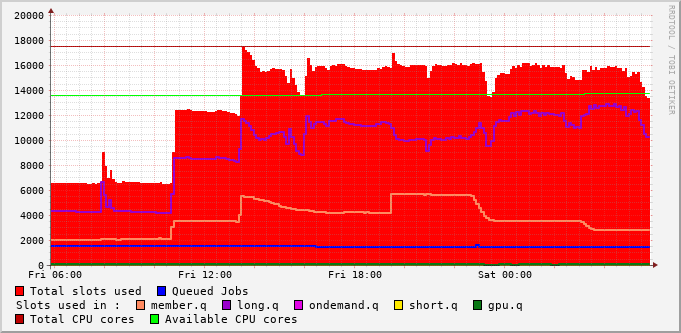 RRDTOOL / TOBI OETIKER
20000
18000
16000
14000
12000
10000
8000
6000
4000
2000
0
Fri 06:00 Fri 12:00 Fri 18:00 Sat 00:00
Total slots used Queued Jobs
Slots used in : member.q long.q ondemand.q short.q gpu.q
Total CPU cores Available CPU cores